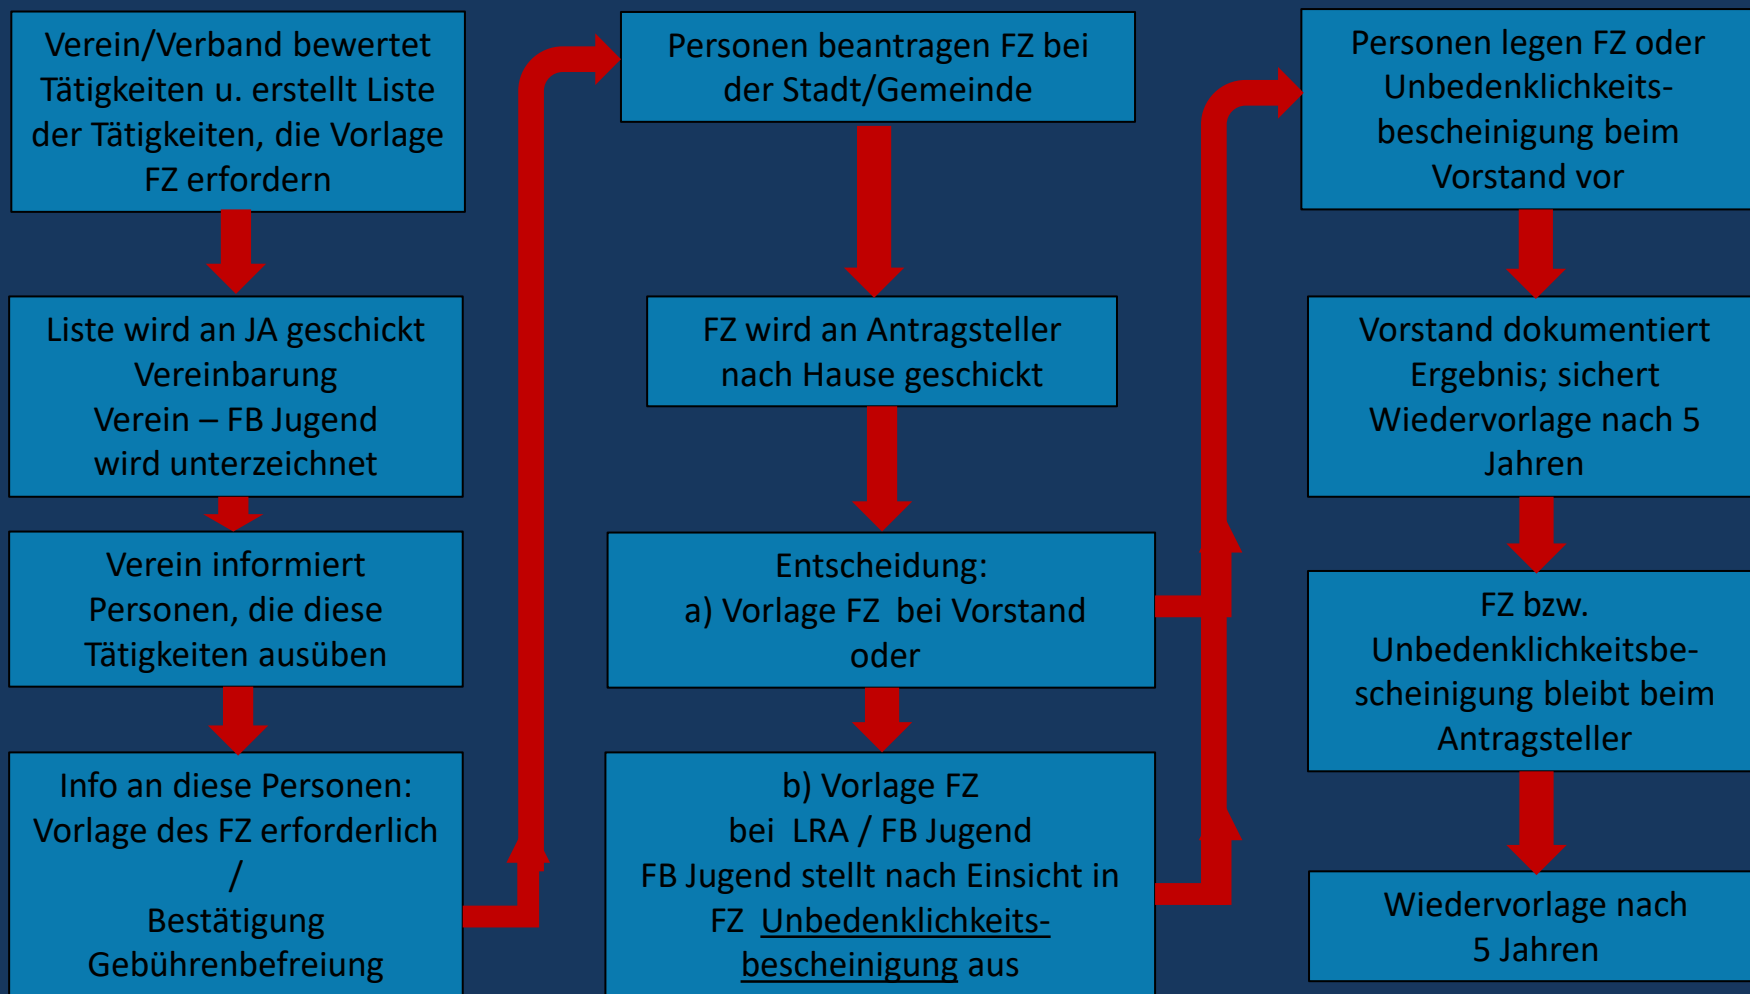 Verein/Verband bewertet
Tätigkeiten u. erstellt Liste
der Tätigkeiten, die Vorlage
FZ erfordern
Liste wird an JA geschickt
Vereinbarung
Verein – FB Jugend
wird unterzeichnet
Verein informiert
Personen, die diese
Tätigkeiten ausüben
Info an diese Personen:
Vorlage des FZ erforderlich
/
Bestätigung
Gebührenbefreiung
Personen beantragen FZ bei
der Stadt/Gemeinde
FZ wird an Antragsteller
nach Hause geschickt
Entscheidung:
a) Vorlage FZ bei Vorstand
oder
b) Vorlage FZ
bei LRA / FB Jugend
FB Jugend stellt nach Einsicht in
FZ Unbedenklichkeits-
bescheinigung aus
Personen legen FZ oder
Unbedenklichkeits-
bescheinigung beim
Vorstand vor
Vorstand dokumentiert
Ergebnis; sichert
Wiedervorlage nach 5
Jahren
FZ bzw.
Unbedenklichkeitsbe-
scheinigung bleibt beim
Antragsteller
Wiedervorlage nach
5 Jahren